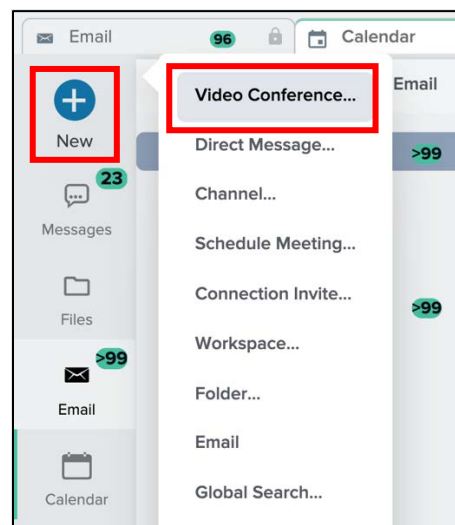 Email 96 Calendar
New
23
Messages
Files
>99
Email
Calendar
Video Conference...
Direct Message...
Channel...
Schedule Meeting...
Connection Invite...
Workspace...
Folder...
Email
Global Search...
Email
>99
>99